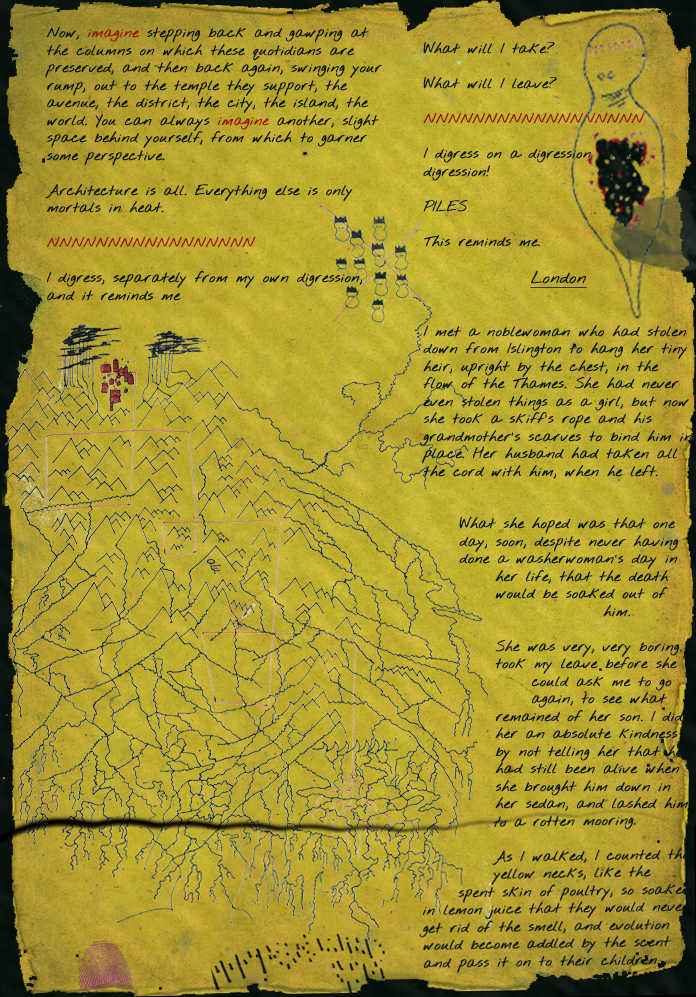 Now, imagine stepping back and gawping at
the columns on which these quotidians are
preserved, and then back again, swinging your
rump, out to the temple they support, the
avenue, the district, the city, the island, the
world. You can always imagine another, slight
space behind yourself, from which to garner
some perspective.
Architecture is all. Everything else is only
mortals in heat.
NNNNNNNNNNNNNNNNN
I digress, separately from my own digression,
and it reminds me
What will I take?
What will I leave?
NNNNNNNNNNNNNNNNNN
I digress on a digression
digression!
PILES
This reminds me
London
I met a noblewoman who had stolen
down from Islington to hang her tiny
heir, upright by the chest, in the
flow of the Thames. She had never
even stolen things as a girl, but now
she took a skiff's rope and his
grandmother's scarves to bind him in
place. Her husband had taken all
the cord with him, when he left.
What she hoped was that one
day, soon, despite never having
done a washerwoman's day in
her life, that the death
would be soaked out of
him.
She was very, very boring.
took my leave before she
could ask me to go
again, to see what
remained of her son. I did
her an absolute kindness
by not telling her that
had still been alive when
she brought him down in
her sedan, and lashed him
to a rotten mooring.
As I walked, I counted the
yellow necks, like the
spent skin of poultry, so soaked
in lemon juice that they would never
get rid of the smell, and evolution
would become addled by the scent
and pass it on to their children.